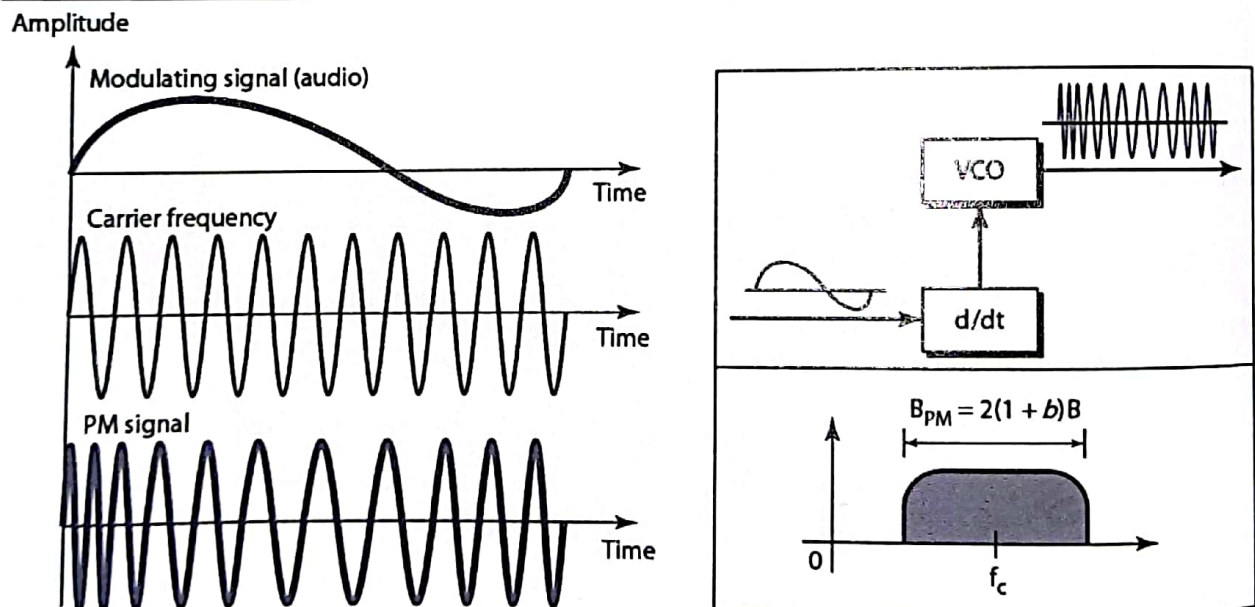 Amplitude
Modulating signal (audio)
Time
Carrier frequency
Time
PM signal
Time
VCO
d/dt
B_PM = 2(1 + b)B
0
f_c